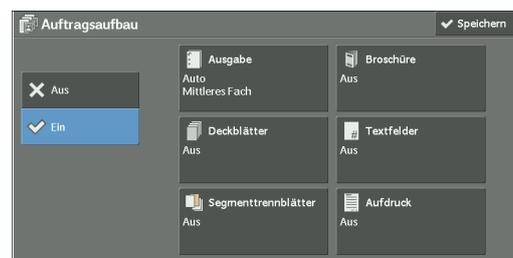 Auftragsaufbau
Speichern
Aus
Ein
Ausgabe
Auto
Mittleres Fach
Broschüre
Aus
Deckblätter
Aus
# Textfelder
Aus
Segmenttrennblätter
Aus
Aufdruck
Aus